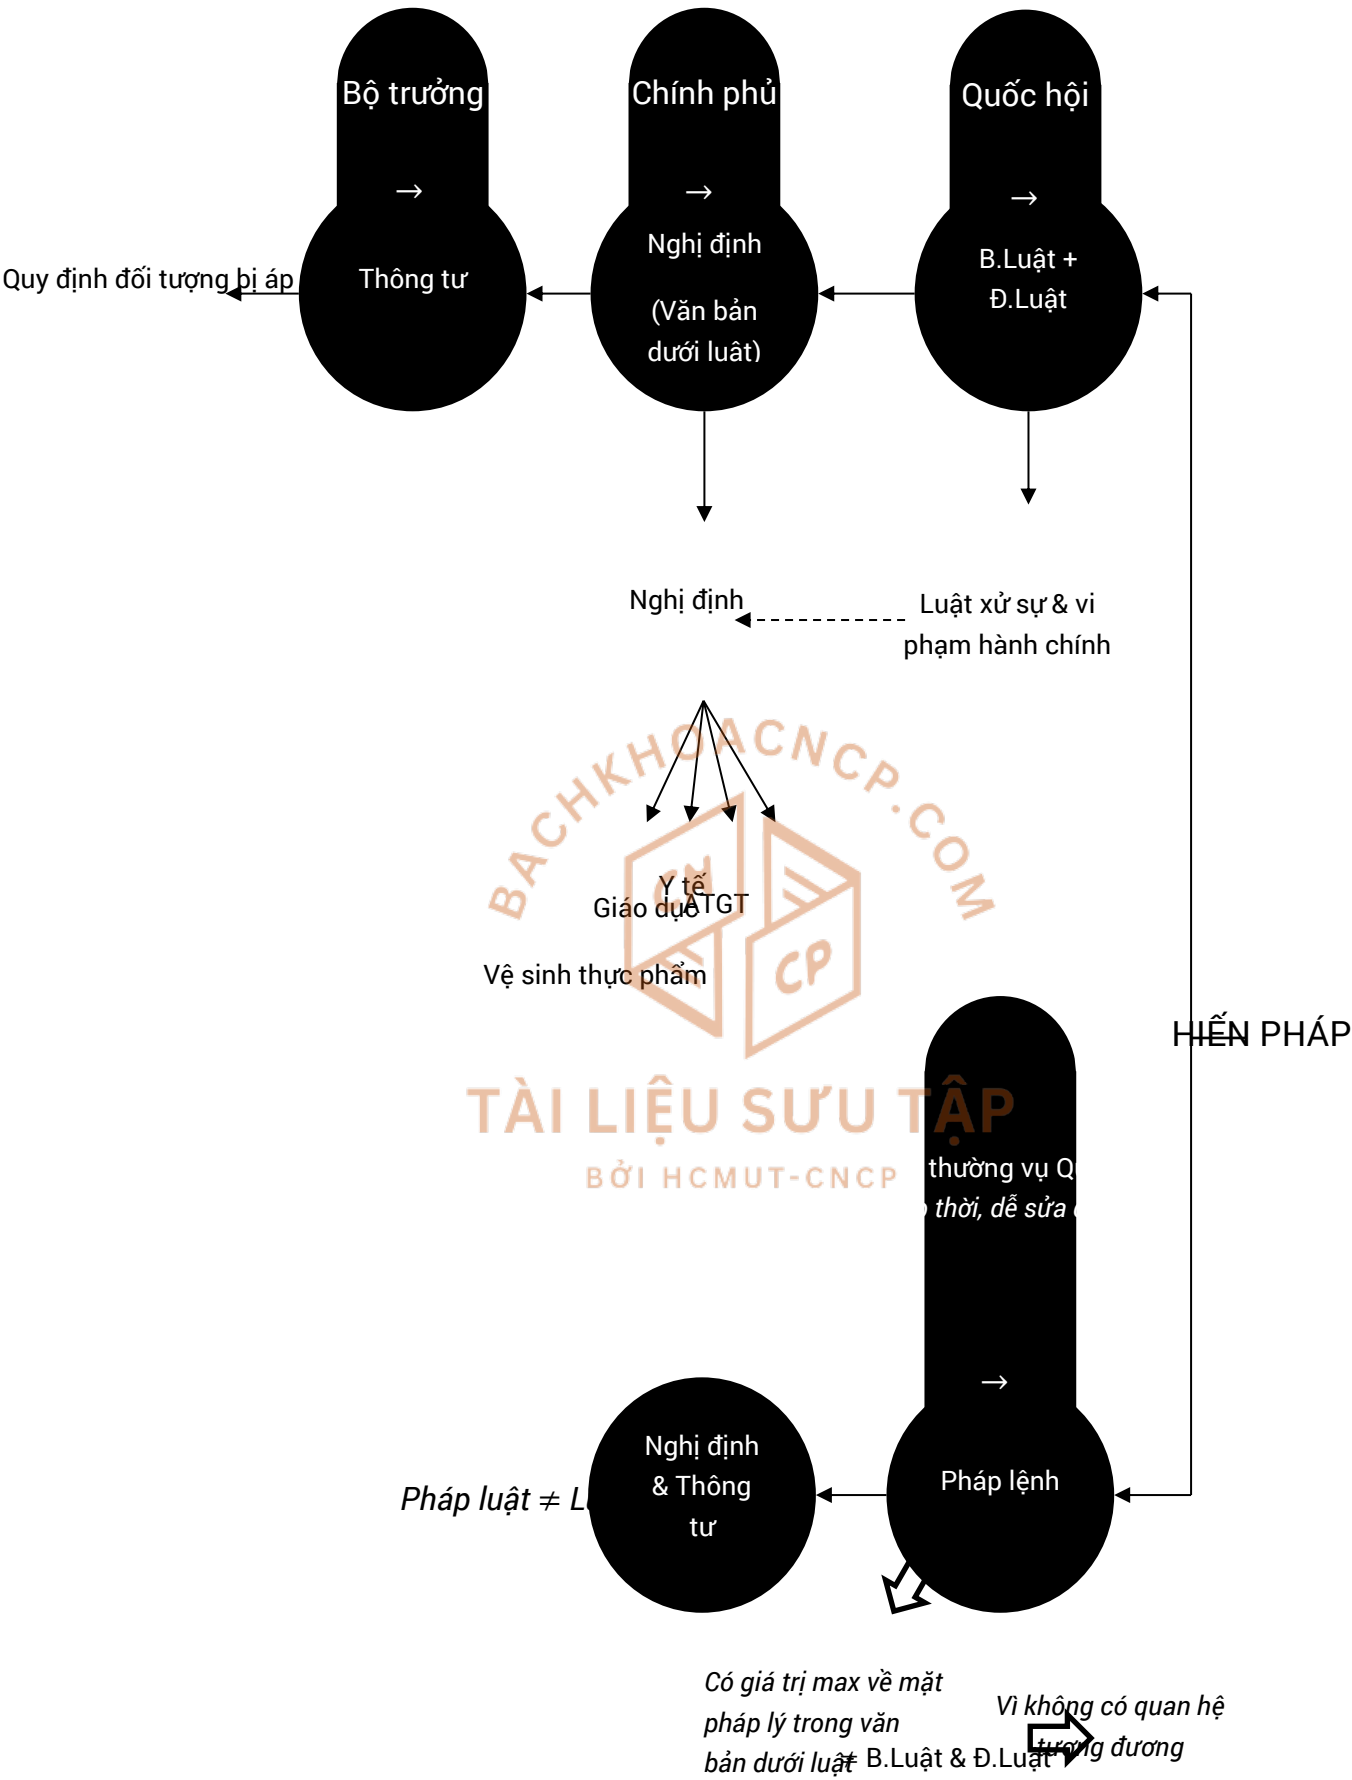 Bộ trưởng
Chính phủ
Quốc hội
→
→
→
Quy định đối tượng bị áp
Thông tư
Nghị định
(Văn bản
dưới luật)
B.Luật +
Đ.Luật
Nghị định
Luật xử sự & vi
phạm hành chính
BACHKHOACNCP.COM
Y tế
Giáo dục
ATGT
Vệ sinh thực phẩm
CP
HIẾN PHÁP
TÀI LIỆU SƯU TẬP
BỞI HCMUT-CNCP
thường vụ
thời, dễ sửa
→
Nghị định
& Thông
tư
Pháp lệnh
Pháp luật ≠
Có giá trị max về mặt
pháp lý trong văn
bản dưới luật
≠ B.Luật & Đ.Luật
Vì không có quan hệ
tương đương